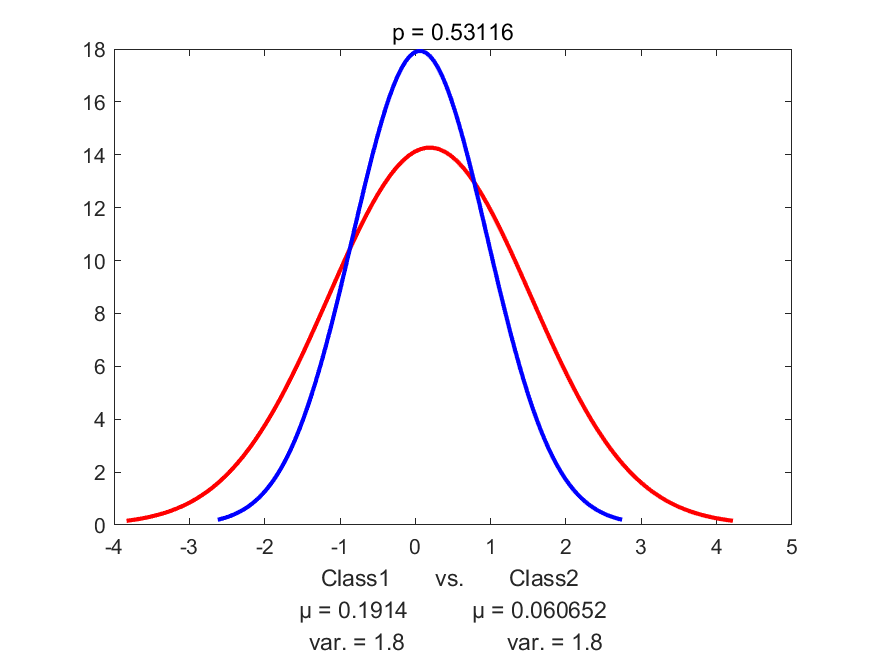 p = 0.53116
18
16
14
12
10
8
6
4
2
0
-4 -3 -2 -1 0 1 2 3 4 5
Class1 vs. Class2
μ = 0.1914 μ = 0.060652
var. = 1.8 var. = 1.8